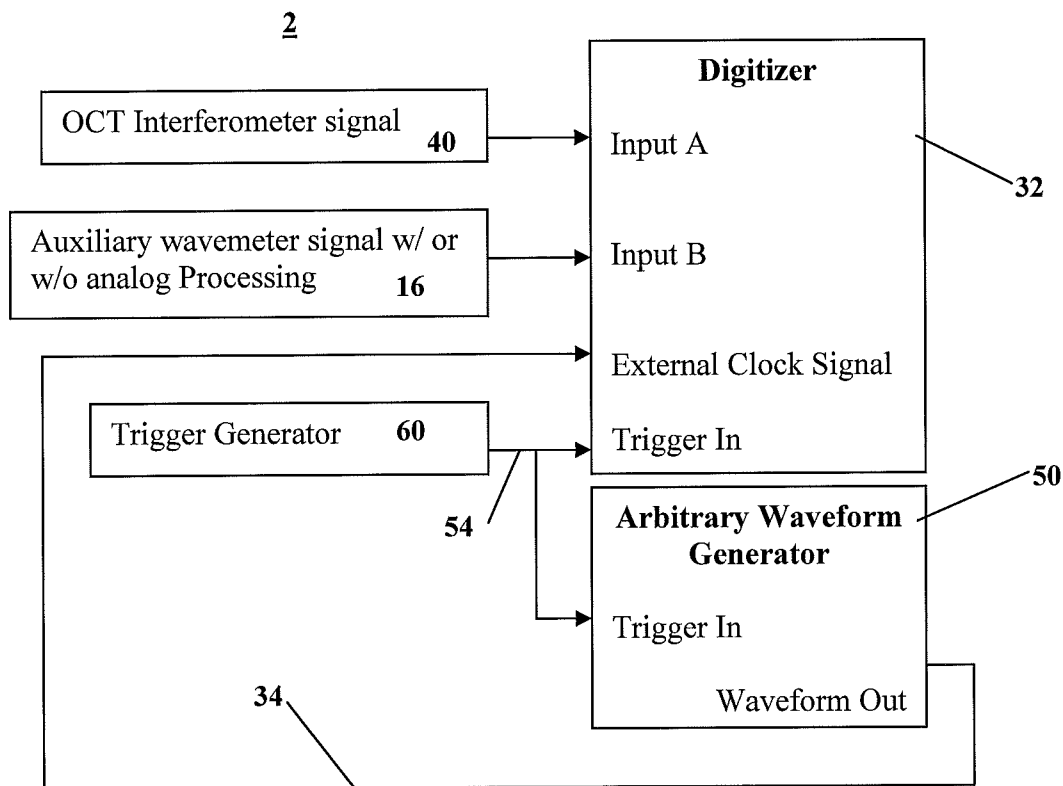 2
Digitizer
OCT Interferometer signal
40
Input A
32
Auxiliary wavemeter signal w/ or
w/o analog Processing
16
Input B
External Clock Signal
Trigger Generator
60
Trigger In
54
50
Arbitrary Waveform
Generator
Trigger In
34
Waveform Out